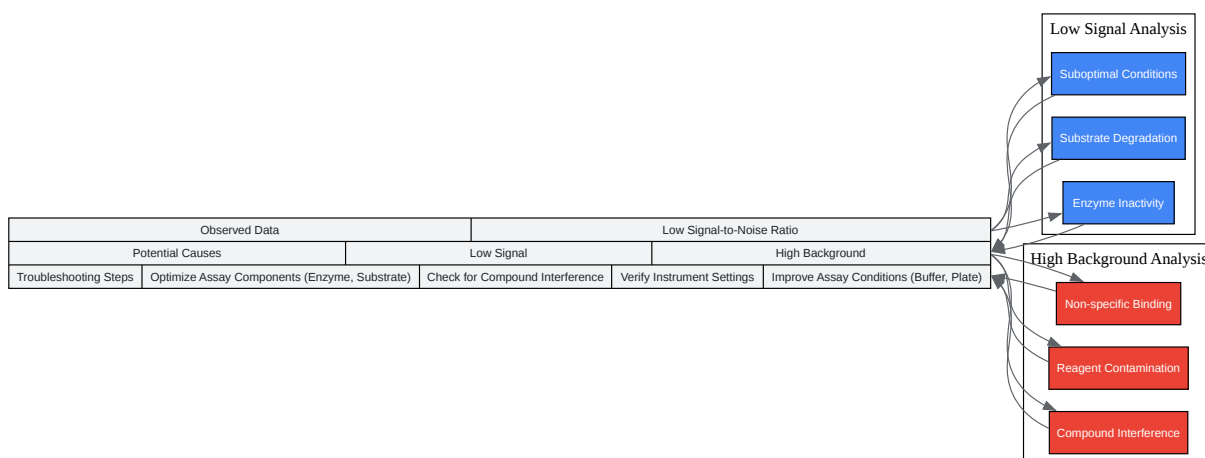 Low Signal Analysis
Suboptimal Conditions
Substrate Degradation
Enzyme Inactivity
Observed Data
Low Signal-to-Noise Ratio
Potential Causes
Low Signal
High Background
Troubleshooting Steps
Optimize Assay Components (Enzyme, Substrate)
Check for Compound Interference
Verify Instrument Settings
Improve Assay Conditions (Buffer, Plate)
High Background Analysis
Non-specific Binding
Reagent Contamination
Compound Interference